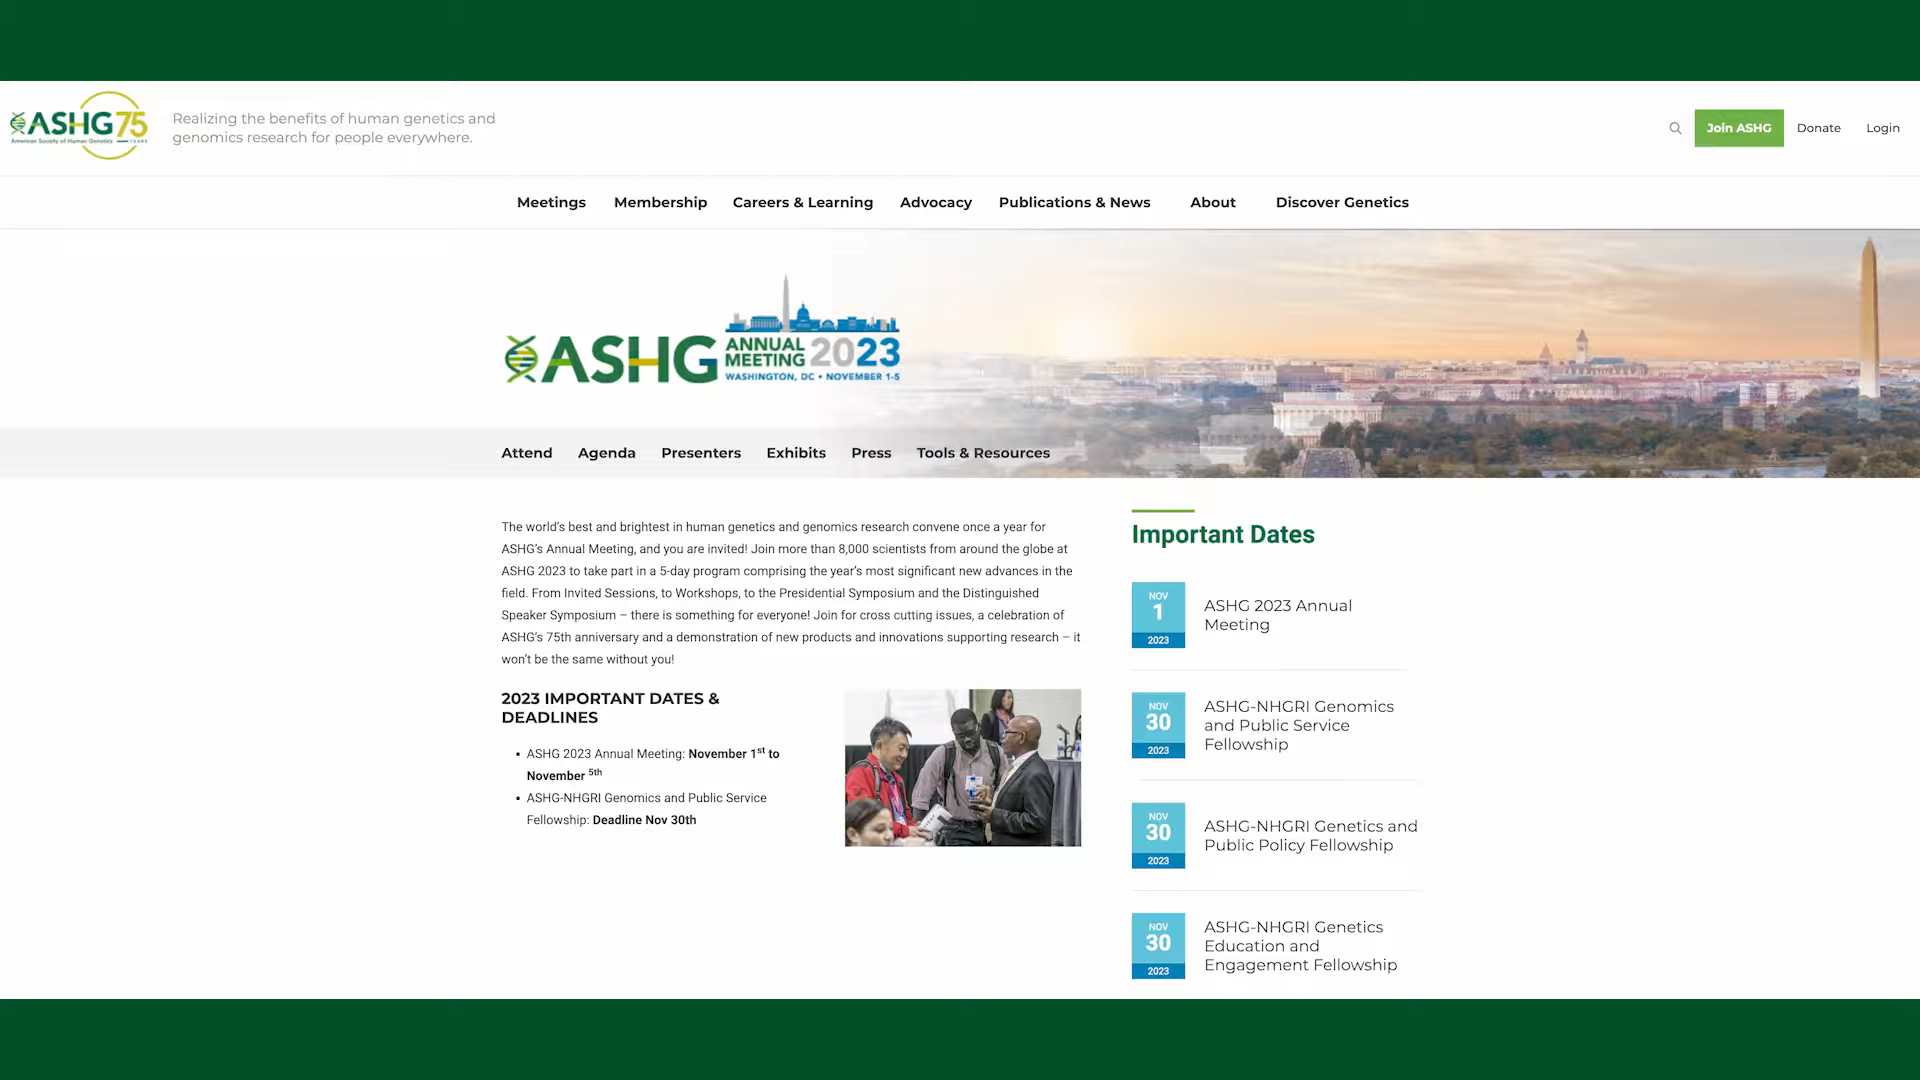 ASHG75
American Society of Human Genetics YEARS
Realizing the benefits of human genetics and
genomics research for people everywhere.
Join ASHG
Donate
Login
Meetings
Membership
Careers & Learning
Advocacy
Publications & News
About
Discover Genetics
ASHG
ANNUAL
MEETING 2023
WASHINGTON, DC • NOVEMBER 1-5
Attend
Agenda
Presenters
Exhibits
Press
Tools & Resources
The world’s best and brightest in human genetics and genomics research convene once a year for
ASHG’s Annual Meeting, and you are invited! Join more than 8,000 scientists from around the globe at
ASHG 2023 to take part in a 5-day program comprising the year’s most significant new advances in the
field. From Invited Sessions, to Workshops, to the Presidential Symposium and the Distinguished
Speaker Symposium – there is something for everyone! Join for cross cutting issues, a celebration of
ASHG’s 75th anniversary and a demonstration of new products and innovations supporting research – it
won’t be the same without you!
2023 IMPORTANT DATES &
DEADLINES
• ASHG 2023 Annual Meeting: November 1st to
November 5th
• ASHG-NHGRI Genomics and Public Service
Fellowship: Deadline Nov 30th
Important Dates
NOV
1
2023
ASHG 2023 Annual
Meeting
NOV
30
2023
ASHG-NHGRI Genomics
and Public Service
Fellowship
NOV
30
2023
ASHG-NHGRI Genetics and
Public Policy Fellowship
NOV
30
2023
ASHG-NHGRI Genetics
Education and
Engagement Fellowship